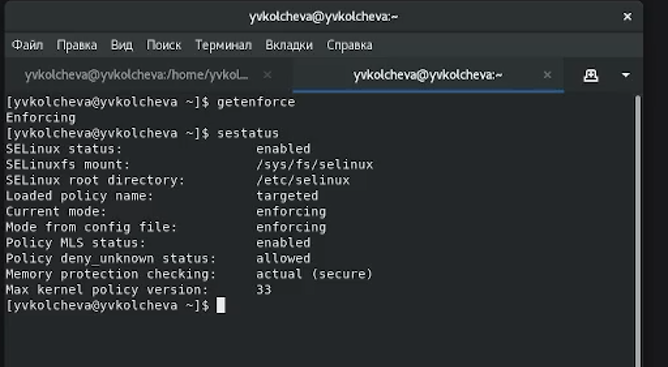 yvkolcheva@yvkolcheva:~
Файл Правка Вид Поиск Терминал Вкладки Справка
yvkolcheva@yvkolcheva:/home/yvkol... × yvkolcheva@yvkolcheva:~ ×
[yvkolcheva@yvkolcheva ~]$ getenforce
Enforcing
[yvkolcheva@yvkolcheva ~]$ sestatus
SELinux status: enabled
SELinuxfs mount: /sys/fs/selinux
SELinux root directory: /etc/selinux
Loaded policy name: targeted
Current mode: enforcing
Mode from config file: enforcing
Policy MLS status: enabled
Policy deny_unknown status: allowed
Memory protection checking: actual (secure)
Max kernel policy version: 33
[yvkolcheva@yvkolcheva ~]$